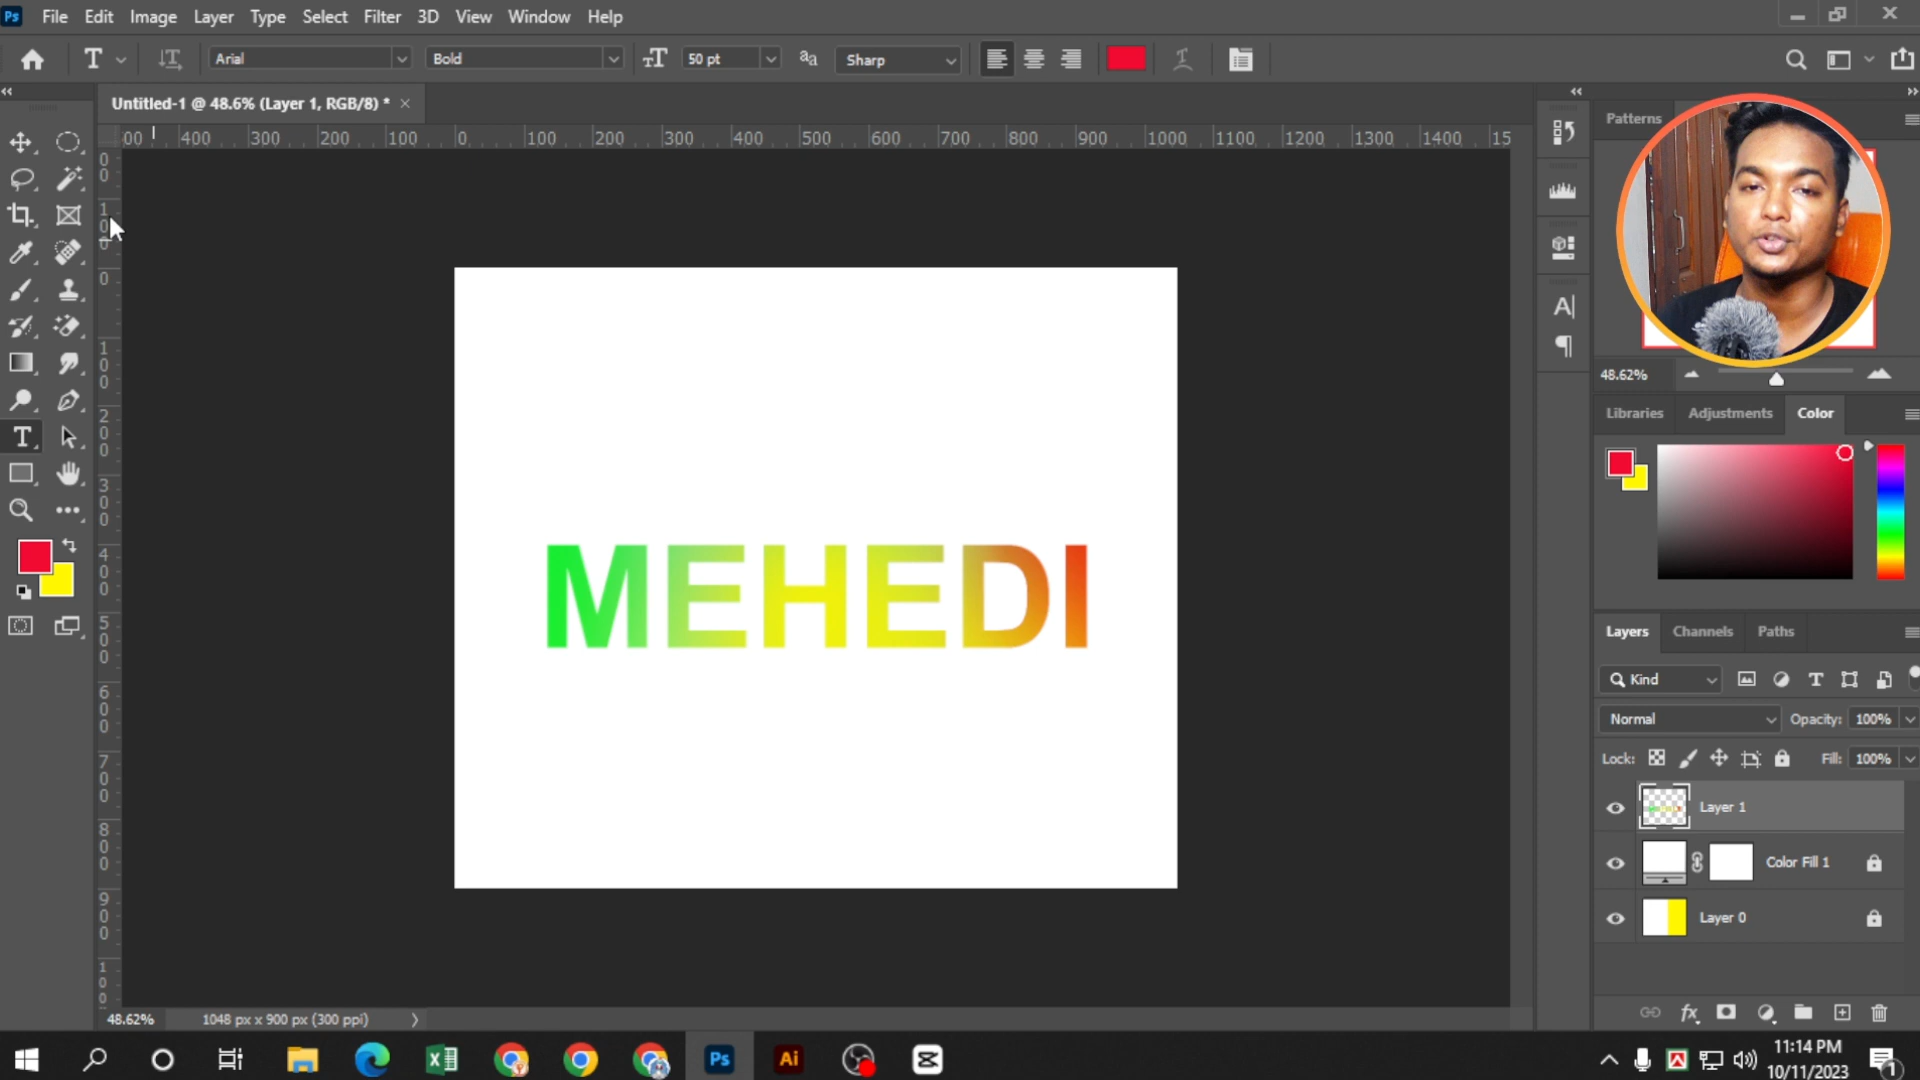 Ps File Edit Image Layer Type Select Filter 3D View Window Help
T Arial Bold 50 pt Sharp
Untitled-1 @ 48.6% (Layer 1, RGB/8) * ×
00 400 300 200 100 0 100 200 300 400 500 600 700 800 900 1000 1100 1200 1300 1400 15
Patterns
48.62%
Libraries Adjustments Color
MEHEDI
Layers Channels Paths
Kind
Normal Opacity: 100%
Lock: Fill: 100%
Layer 1
Color Fill 1
Layer 0
48.62% 1048 px x 900 px (300 ppi)
Ps Ai
11:14 PM
10/11/2023
1